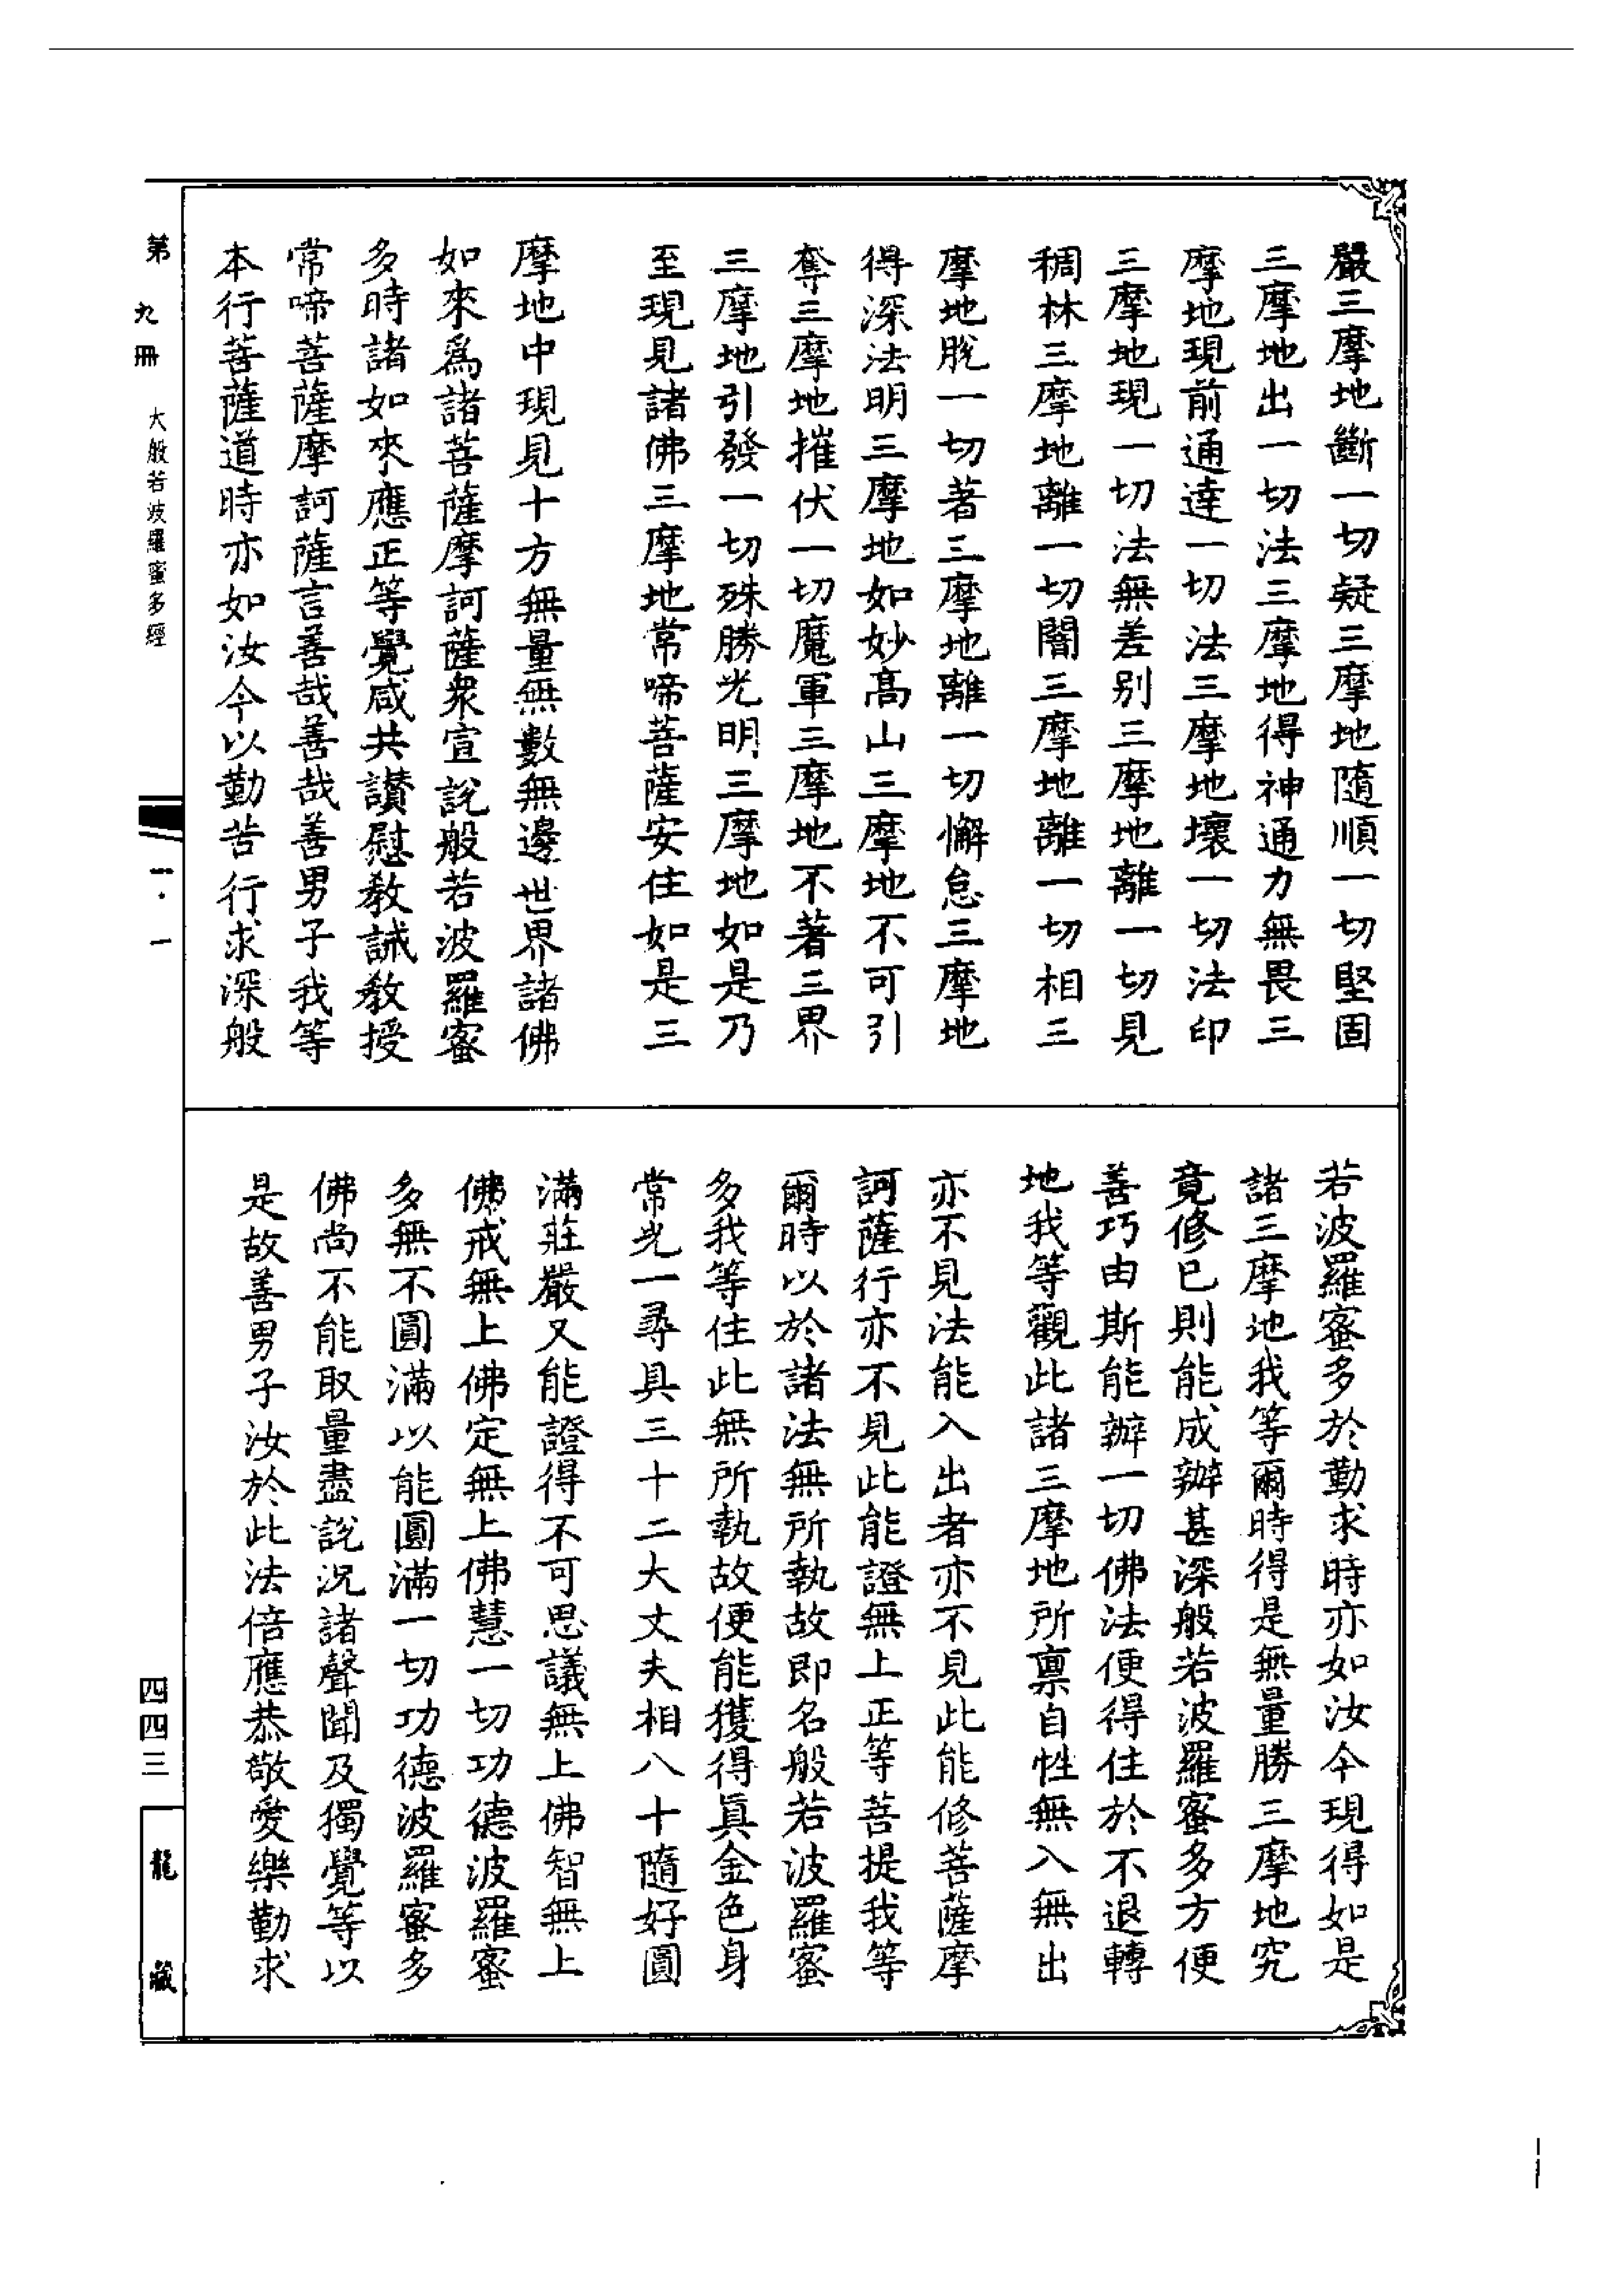 嚴三摩地斷一切疑三摩地隨順一切堅固
三摩地出一切法三摩地得神通力無畏三
摩地現前通達一切法三摩地壞一切法印
三摩地現一切法無差别三摩地離一切見
稠林三摩地離一切闇三摩地離一切相三
摩地脫一切著三摩地離一切懈怠三摩地
得深法明三摩地如妙高山三摩地不可引
奪三摩地摧伏一切魔軍三摩地不著三界
三摩地引發一切殊勝光明三摩地如是乃
至現見諸佛三摩地常啼菩薩安住如是三
摩地中現見十方無量無數無邊世界諸佛
如來爲諸菩薩摩訶薩衆宣說般若波羅蜜
多時諸如來應正等覺咸共讚慰教誡教授
常啼菩薩摩訶薩言善哉善哉善男子我等
本行菩薩道時亦如汝今以勤苦行求深般
若波羅蜜多於勤求時亦如汝今現得如是
諸三摩地我等爾時得是無量勝三摩地究
竟修已則能成辦甚深般若波羅蜜多方便
善巧由斯能辦一切佛法便得住於不退轉
地我等觀此諸三摩地所稟自性無入無出
亦不見法能入出者亦不見此能修菩薩摩
訶薩行亦不見此能證無上正等菩提我等
爾時以於諸法無所執故即名般若波羅蜜
多我等住此無所執故便能獲得眞金色身
常光一尋具三十二大丈夫相八十隨好圓
滿莊嚴又能證得不可思議無上佛智無上
佛戒無上佛定無上佛慧一切功德波羅蜜
多無不圓滿以能圓滿一切功德波羅蜜多
佛尚不能取量盡說況諸聲聞及獨覺等以
是故善男子汝於此法倍應恭敬愛樂勤求
第九冊 大般若波羅蜜多經
四四三
龍藏